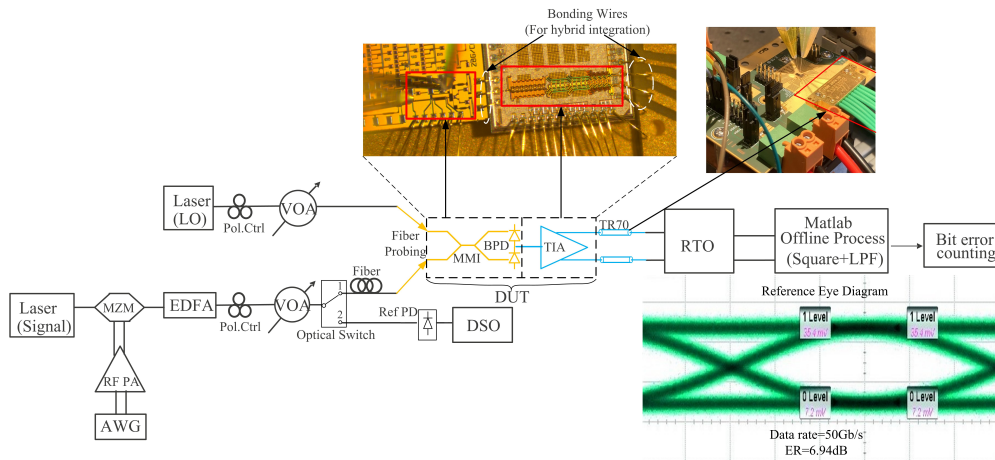 Bonding Wires
(For hybrid integration)
Laser
(LO)
Pol.Ctrl
VOA
Fiber
Probing
MMI
BPD
TIA
TR70
DUT
RTO
Matlab
Offline Process
(Square+LPF)
Bit error
counting
Laser
(Signal)
MZM
EDFA
Pol.Ctrl
VOA
1
2
Optical Switch
Fiber
Ref PD
DSO
RF PA
AWG
Reference Eye Diagram
1 Level
35.4 mV
1 Level
35.4 mV
0 Level
7.2 mV
0 Level
7.2 mV
Data rate=50Gb/s
ER=6.94dB